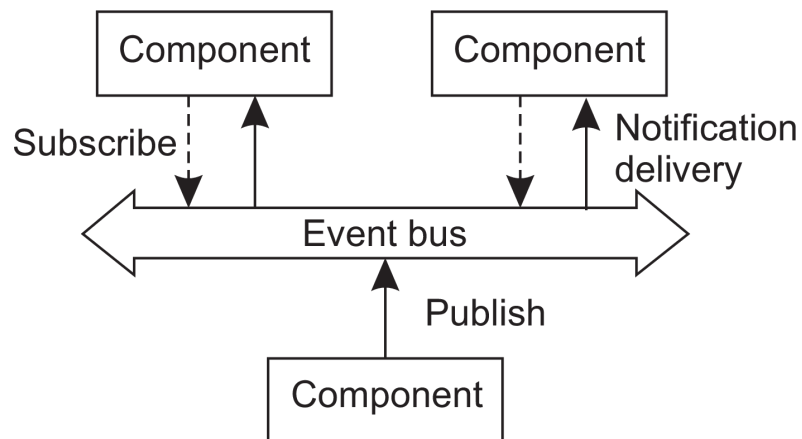 Component
Component
Subscribe
Notification
delivery
Event bus
Publish
Component